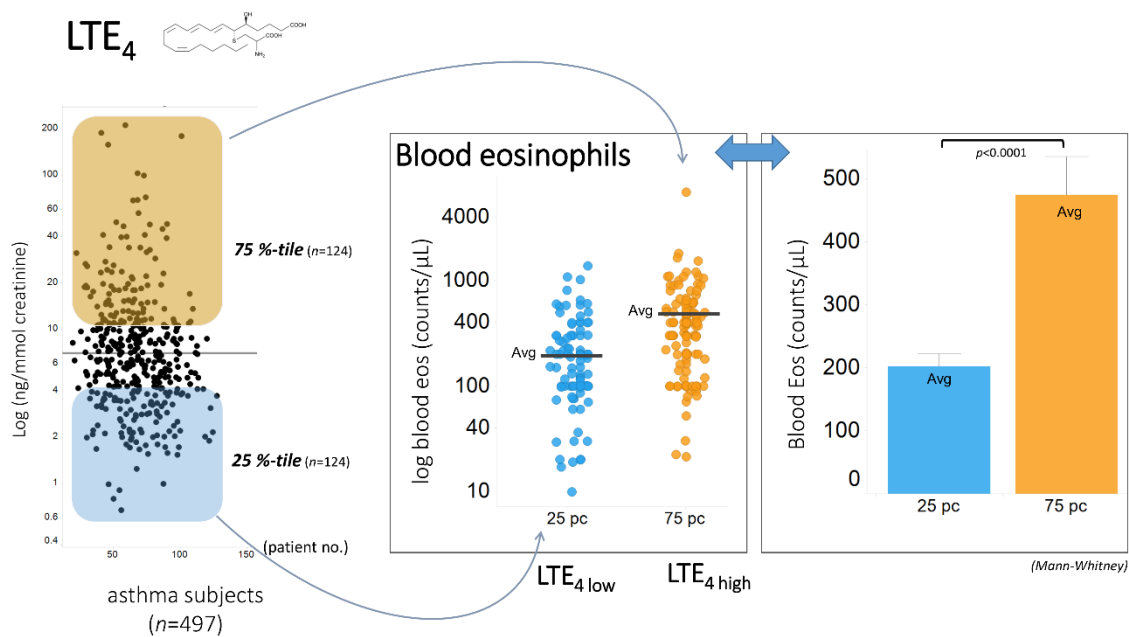 LTE4
OH
COOH
S
COOH
NH2
Log (ng/mmol creatinine)
200
100
60
40
20
10
6
4
2
1
0.6
0.4
50
100
150
(patient no.)
75 %-tile (n=124)
25 %-tile (n=124)
asthma subjects
(n=497)
Blood eosinophils
log blood eos (counts/µL)
4000
1000
400
100
40
10
Avg
Avg
25 pc
75 pc
LTE4 low
LTE4 high
p<0.0001
Blood Eos (counts/µL)
500
400
300
200
100
0
Avg
Avg
25 pc
75 pc
(Mann-Whitney)